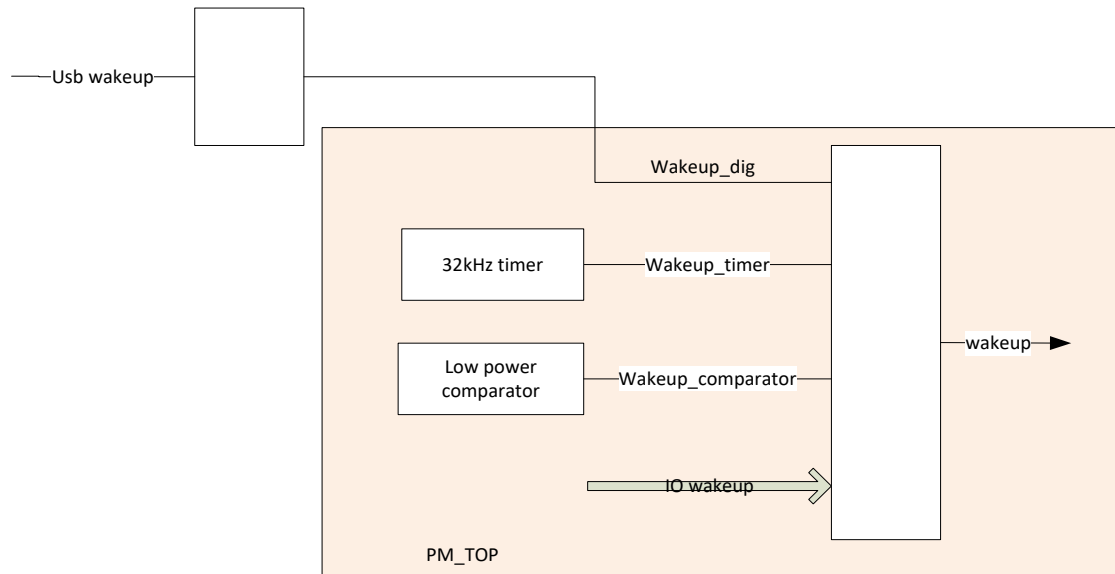 Usb wakeup
Wakeup_dig
32kHz timer
Wakeup_timer
wakeup
Low power
comparator
Wakeup_comparator
IO wakeup
PM_TOP